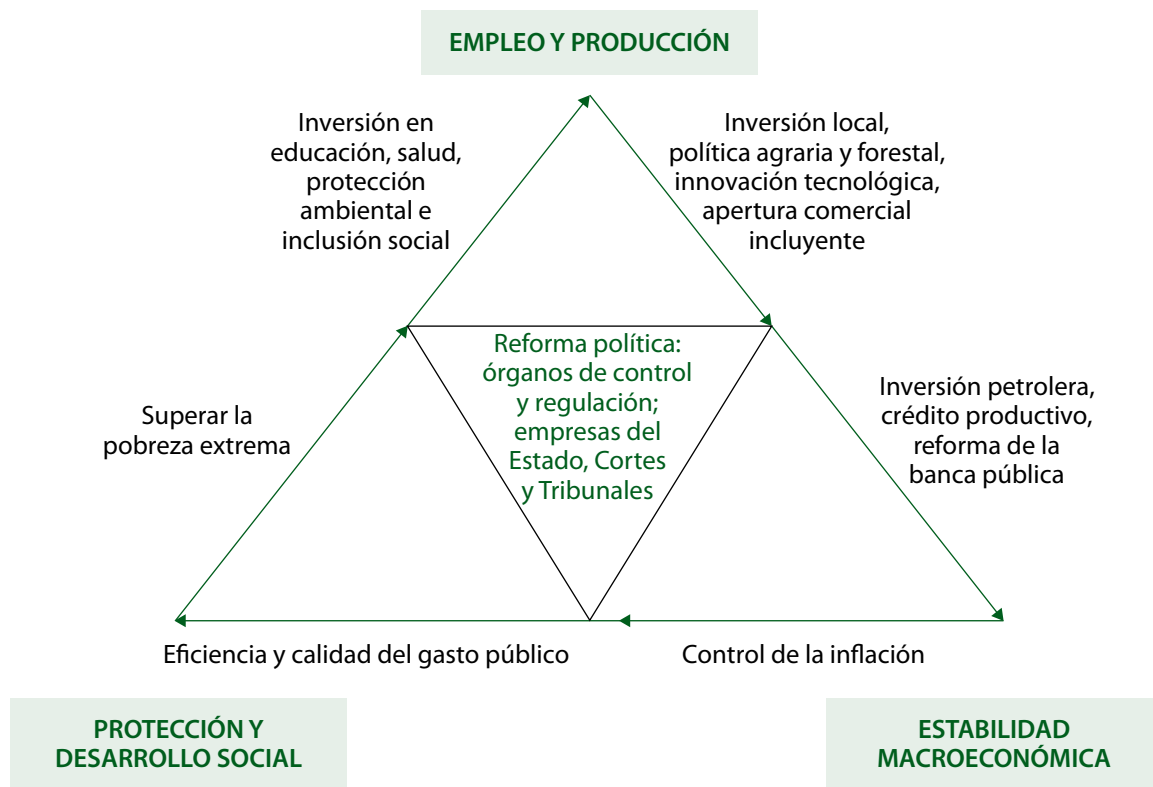 EMPLEO Y PRODUCCIÓN
Inversión en
educación, salud,
protección
ambiental e
inclusión social
Inversión local,
política agraria y forestal,
innovación tecnológica,
apertura comercial
incluyente
Reforma política:
órganos de control
y regulación;
empresas del
Estado, Cortes
y Tribunales
Superar la
pobreza extrema
Inversión petrolera,
crédito productivo,
reforma de la
banca pública
Eficiencia y calidad del gasto público
Control de la inflación
PROTECCIÓN Y
DESARROLLO SOCIAL
ESTABILIDAD
MACROECONÓMICA